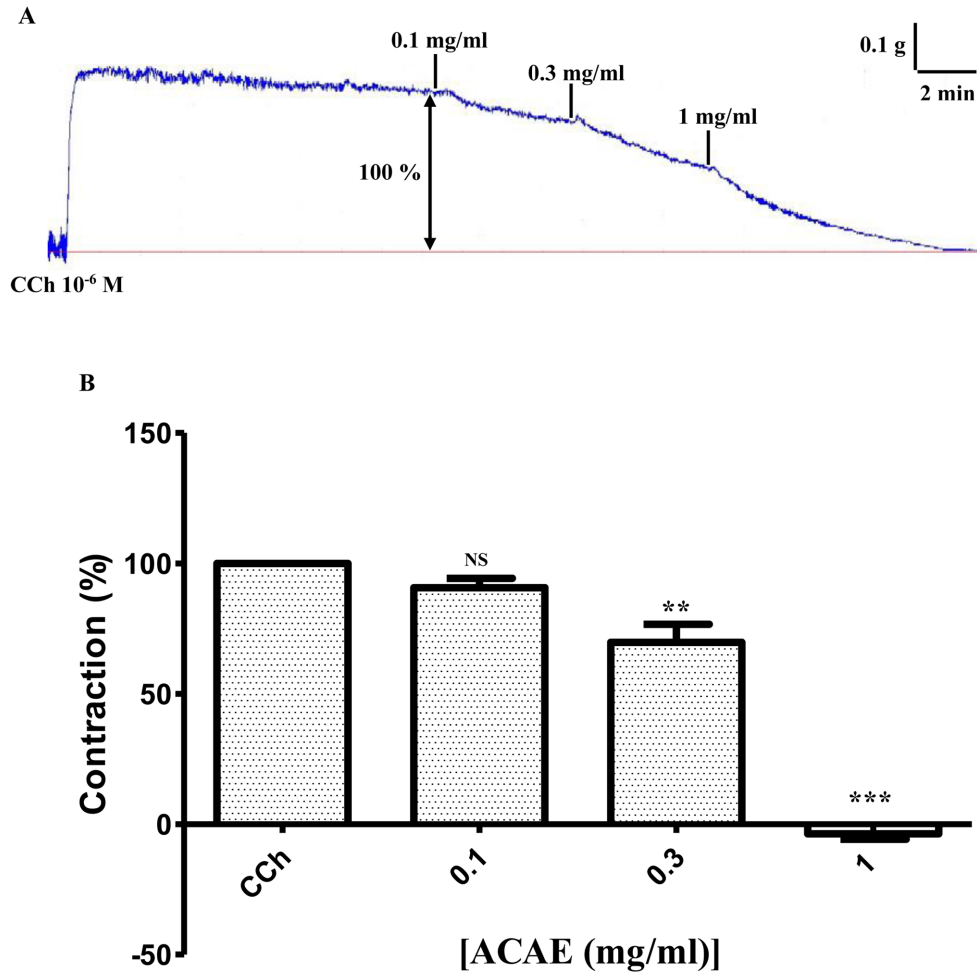 A
0.1 mg/ml
0.3 mg/ml
1 mg/ml
0.1 g
2 min
100 %
CCh 10⁻⁶ M
B
150
100
50
0
-50
Contraction (%)
NS
**
***
CCh
0.1
0.3
1
[ACAE (mg/ml)]